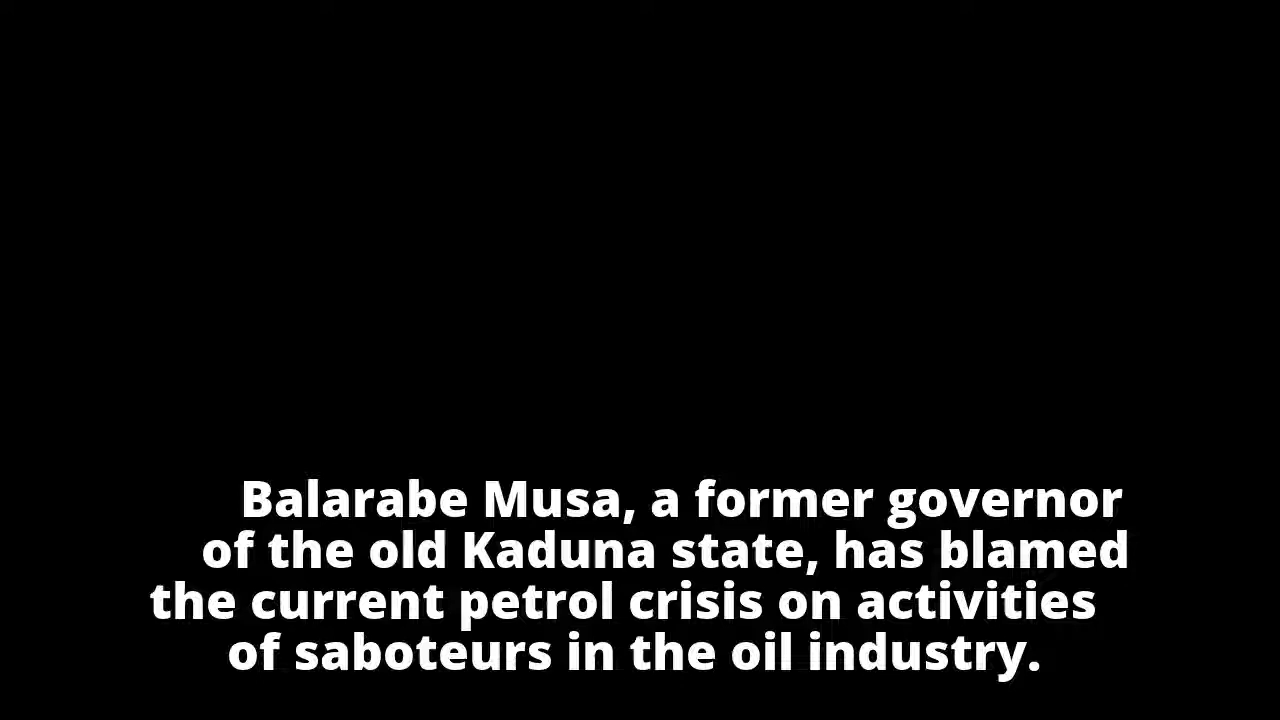 Balarabe Musa, a former governor
of the old Kaduna state, has blamed
the current petrol crisis on activities
of saboteurs in the oil industry.